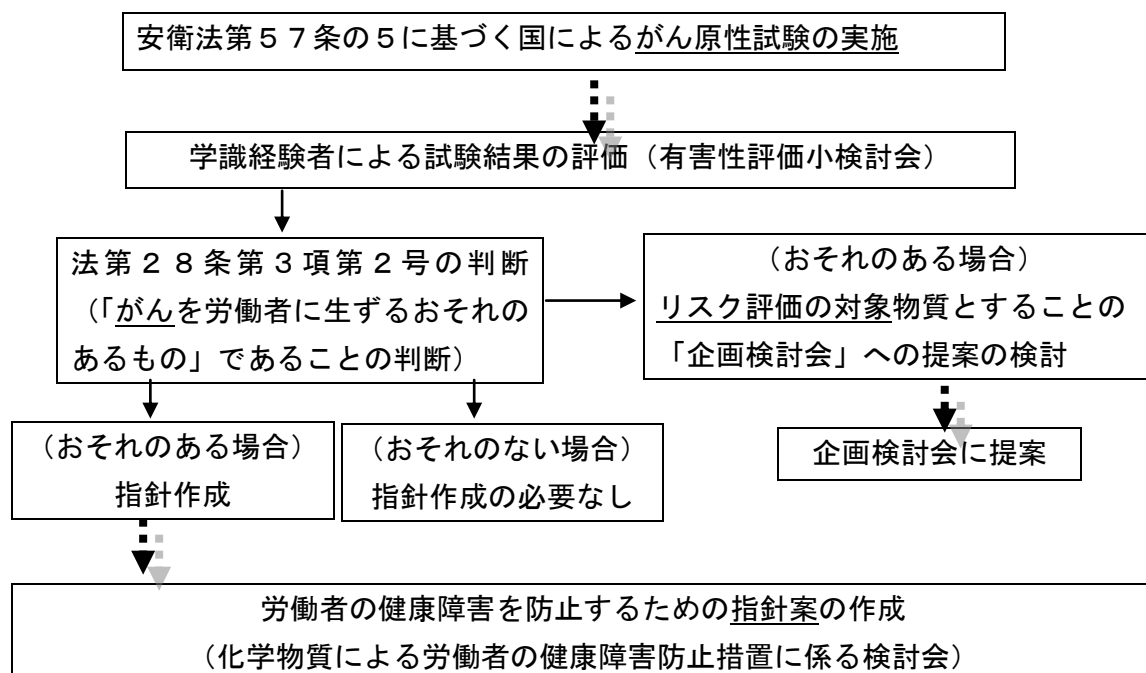 安衛法第５７条の５に基づく国によるがん原性試験の実施
学識経験者による試験結果の評価（有害性評価小検討会）
法第２８条第３項第２号の判断
（「がんを労働者に生ずるおそれの
あるもの」であることの判断）
（おそれのある場合）
リスク評価の対象物質とすることの
「企画検討会」への提案の検討
（おそれのある場合）
指針作成
（おそれのない場合）
指針作成の必要なし
企画検討会に提案
労働者の健康障害を防止するための指針案の作成
（化学物質による労働者の健康障害防止措置に係る検討会）